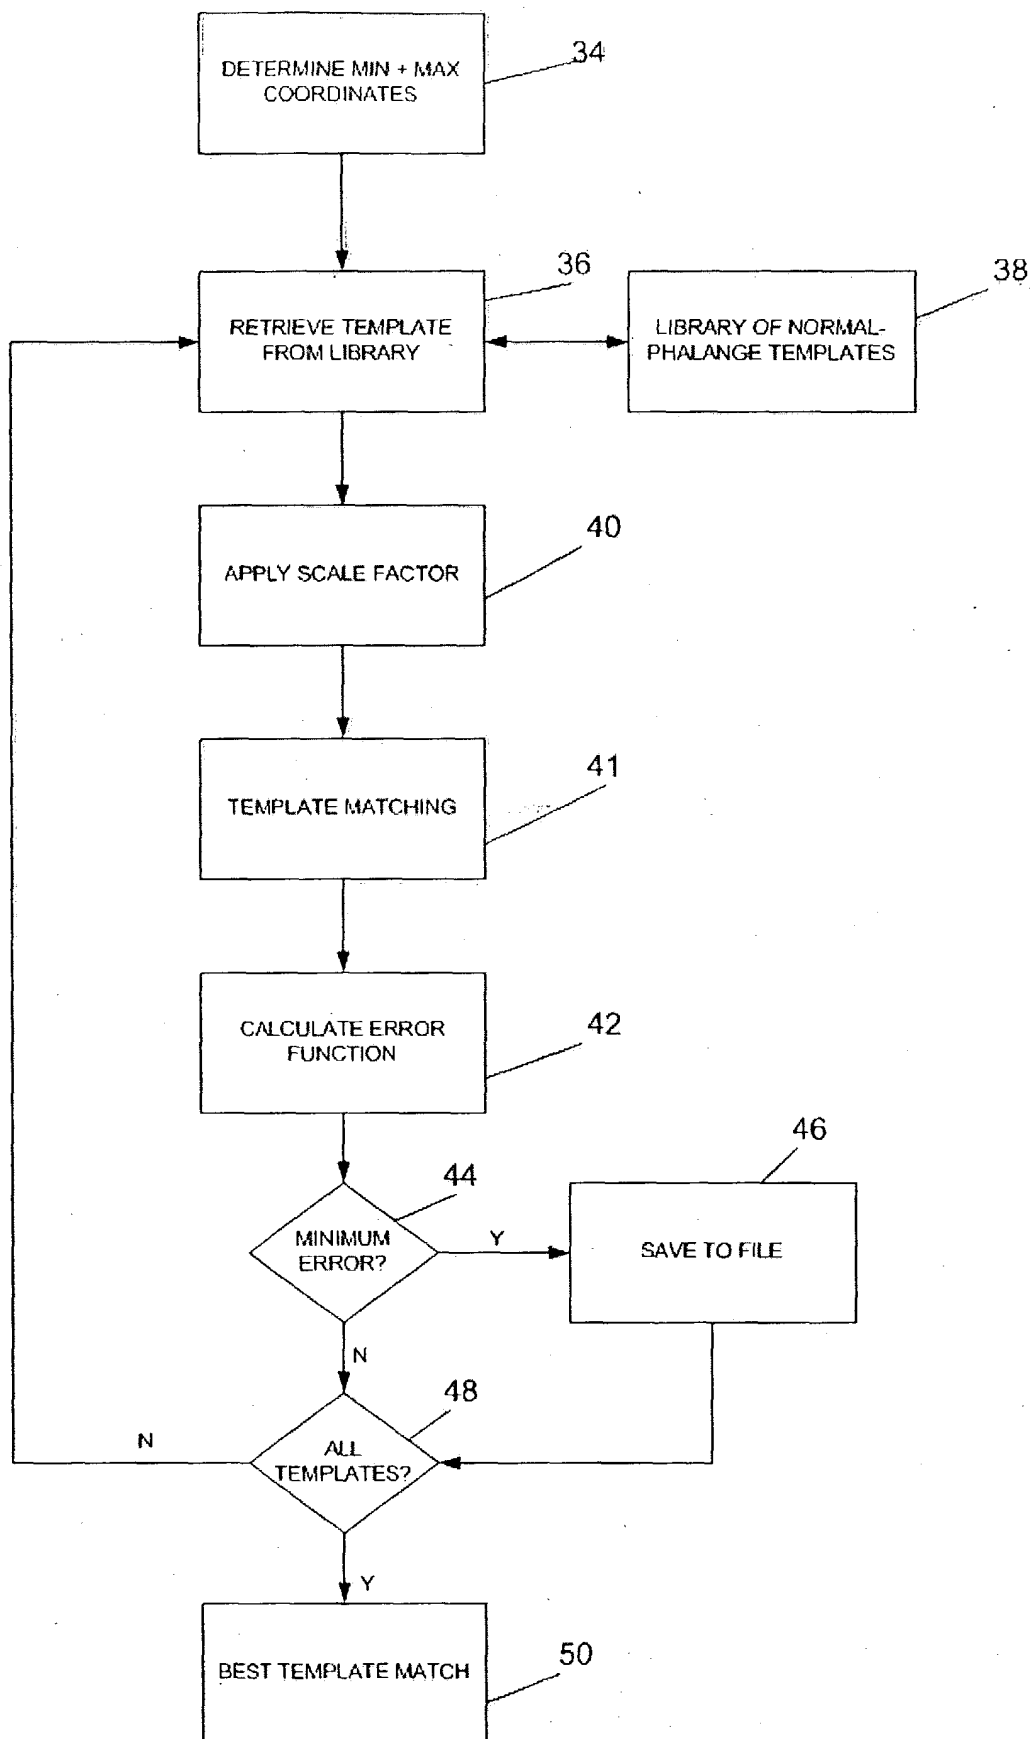 DETERMINE MIN + MAX
COORDINATES
34
RETRIEVE TEMPLATE
FROM LIBRARY
36
LIBRARY OF NORMAL-
PHALANGE TEMPLATES
38
APPLY SCALE FACTOR
40
TEMPLATE MATCHING
41
CALCULATE ERROR
FUNCTION
42
MINIMUM
ERROR?
44
Y
SAVE TO FILE
46
N
ALL
TEMPLATES?
48
N
Y
BEST TEMPLATE MATCH
50